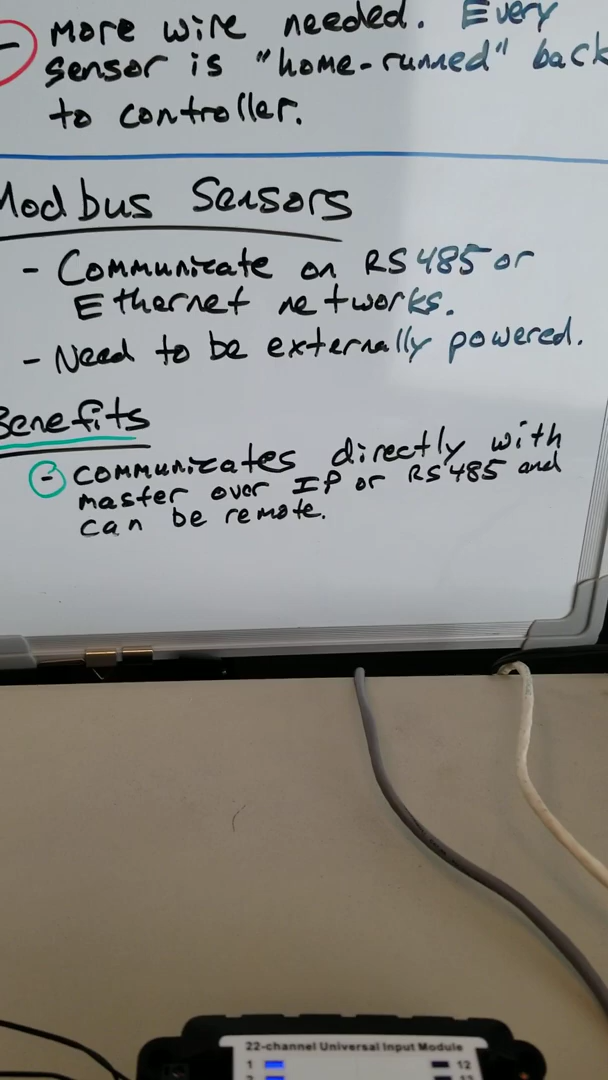 - More wire needed. Every
sensor is "home-runned" back
to controller.
Modbus Sensors
- Communicate on RS485 or
Ethernet networks.
- Need to be externally powered.
Benefits
- communicates directly with
master over IP or RS485 and
can be remote.
22-channel Universal Input Module
1 12
2 13